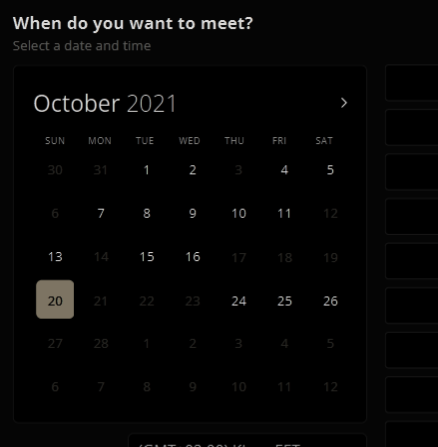 When do you want to meet?
Select a date and time
October 2021
SUN MON TUE WED THU FRI SAT
30 31 1 2 3 4 5
6 7 8 9 10 11 12
13 14 15 16 17 18 19
20 21 22 23 24 25 26
27 28 1 2 3 4 5
6 7 8 9 10 11 12